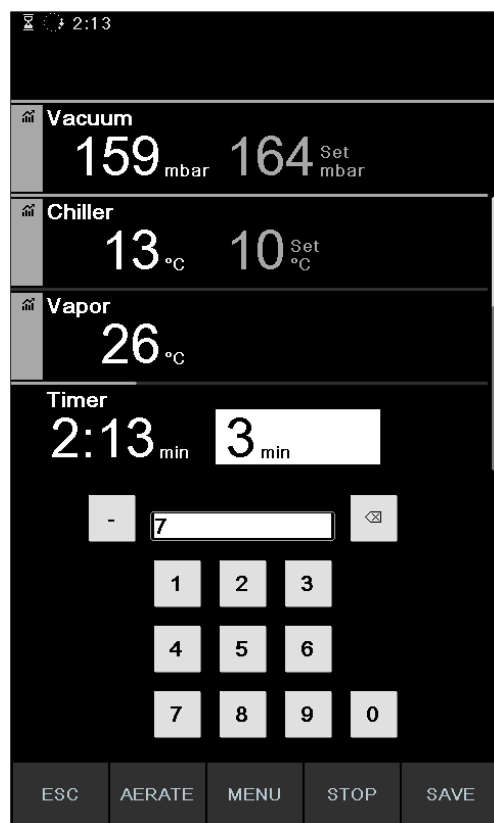 2:13
Vacuum
159 mbar 164 Set mbar
Chiller
13 °C 10 Set °C
Vapor
26 °C
Timer
2:13 min 3 min
- 7
1 2 3
4 5 6
7 8 9 0
ESC AERATE MENU STOP SAVE